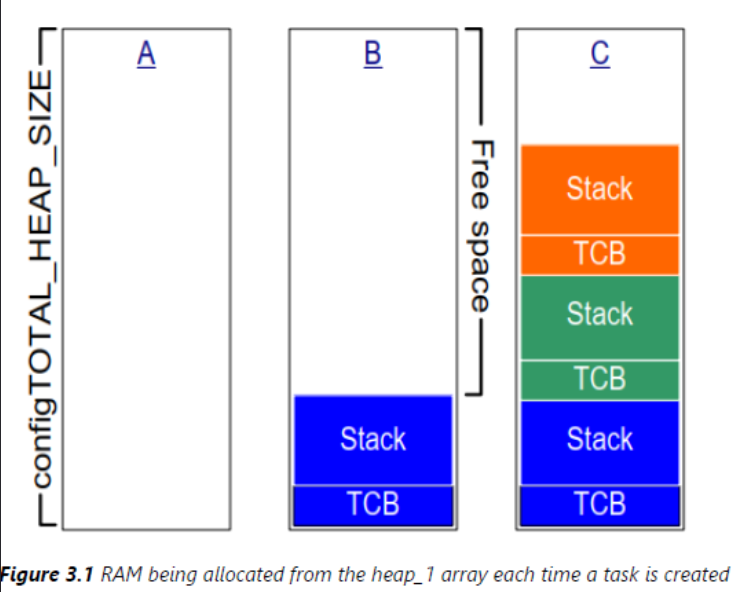 configTOTAL_HEAP_SIZE
A
B
Free space
Stack
TCB
C
Stack
TCB
Stack
TCB
Stack
TCB
Figure 3.1 RAM being allocated from the heap_1 array each time a task is created